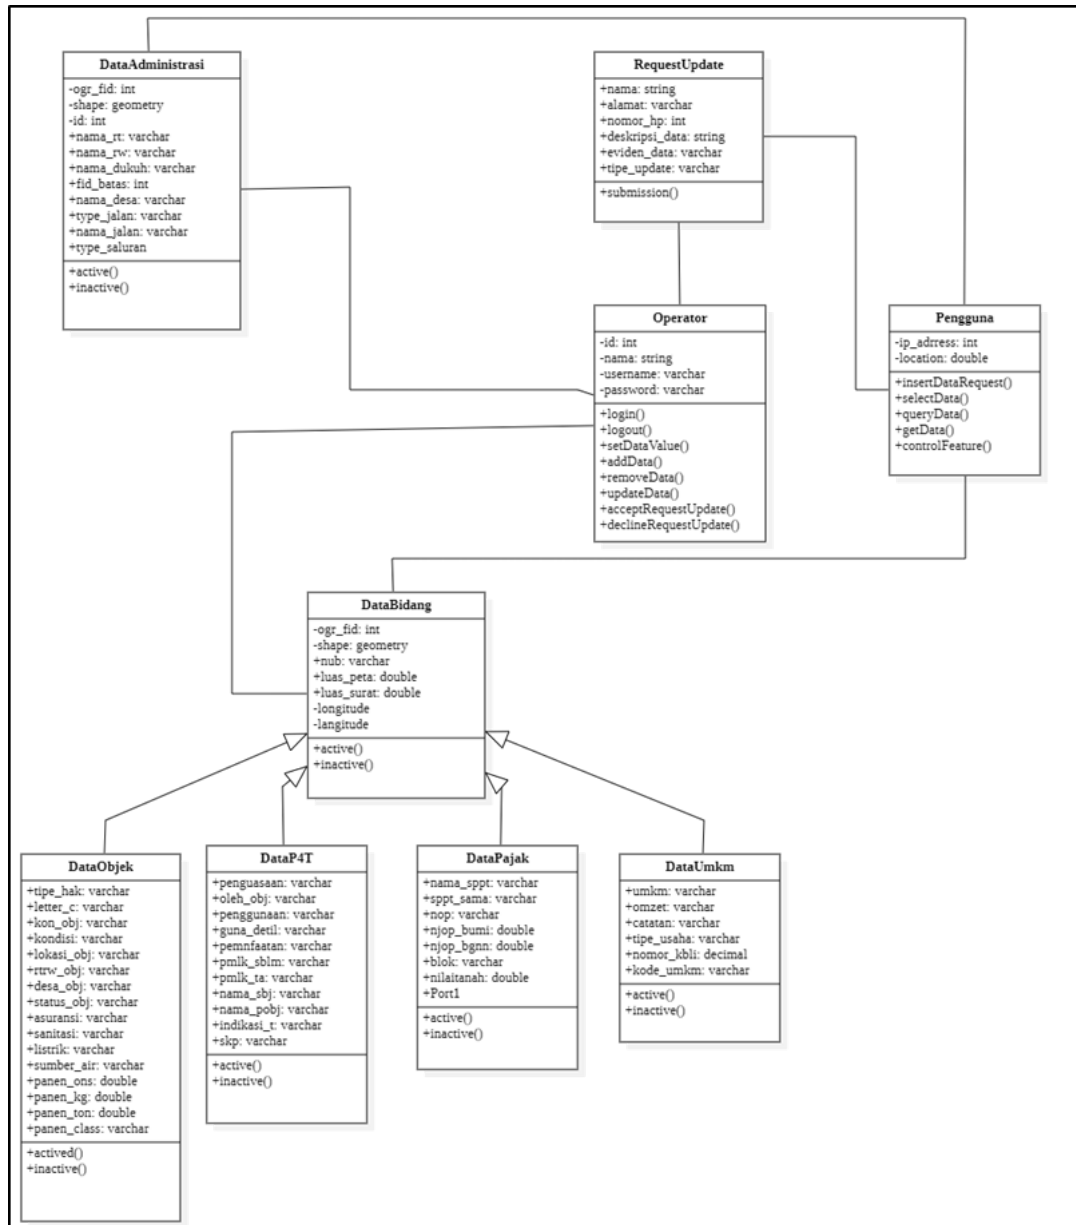 DataAdministrasi
-ogr_fid: int
-shape: geometry
-id: int
+nama_rt: varchar
+nama_rw: varchar
+nama_dukuh: varchar
+fid_batas: int
+nama_desa: varchar
+type_jalan: varchar
+nama_jalan: varchar
+type_saluran
+active()
+inactive()
RequestUpdate
+nama: string
+alamat: varchar
+nomor_hp: int
+deskripsi_data: string
+eviden_data: varchar
+tipe_update: varchar
+submission()
Operator
-id: int
-nama: string
-username: varchar
-password: varchar
+login()
+logout()
+setDataValue()
+addData()
+removeData()
+updateData()
+acceptRequestUpdate()
+declineRequestUpdate()
Pengguna
-ip_adrress: int
-location: double
+insertDataRequest()
+selectData()
+queryData()
+getData()
+controlFeature()
DataBidang
-ogr_fid: int
-shape: geometry
+nub: varchar
+luas_peta: double
+luas_surat: double
-longitude
-langitude
+active()
+inactive()
DataObjek
+tipe_hak: varchar
+letter_c: varchar
+kon_obj: varchar
+kondisi: varchar
+lokasi_obj: varchar
+rtrw_obj: varchar
+desa_obj: varchar
+status_obj: varchar
+asuransi: varchar
+sanitasi: varchar
+listrik: varchar
+sumber_air: varchar
+panen_ons: double
+panen_kg: double
+panen_ton: double
+panen_class: varchar
+actived()
+inactive()
DataP4T
+penguasaan: varchar
+oleh_obj: varchar
+penggunaan: varchar
+guna_detil: varchar
+pemnfaatan: varchar
+pmlk_sblm: varchar
+pmlk_ta: varchar
+nama_sbj: varchar
+nama_pobj: varchar
+indikasi_t: varchar
+skp: varchar
+active()
+inactive()
DataPajak
+nama_sppt: varchar
+sppt_sama: varchar
+nop: varchar
+njop_bumi: double
+njop_bgnn: double
+blok: varchar
+nilaitanah: double
+Port1
+active()
+inactive()
DataUmkm
+umkm: varchar
+omzet: varchar
+catatan: varchar
+tipe_usaha: varchar
+nomor_kbli: decimal
+kode_umkm: varchar
+active()
+inactive()